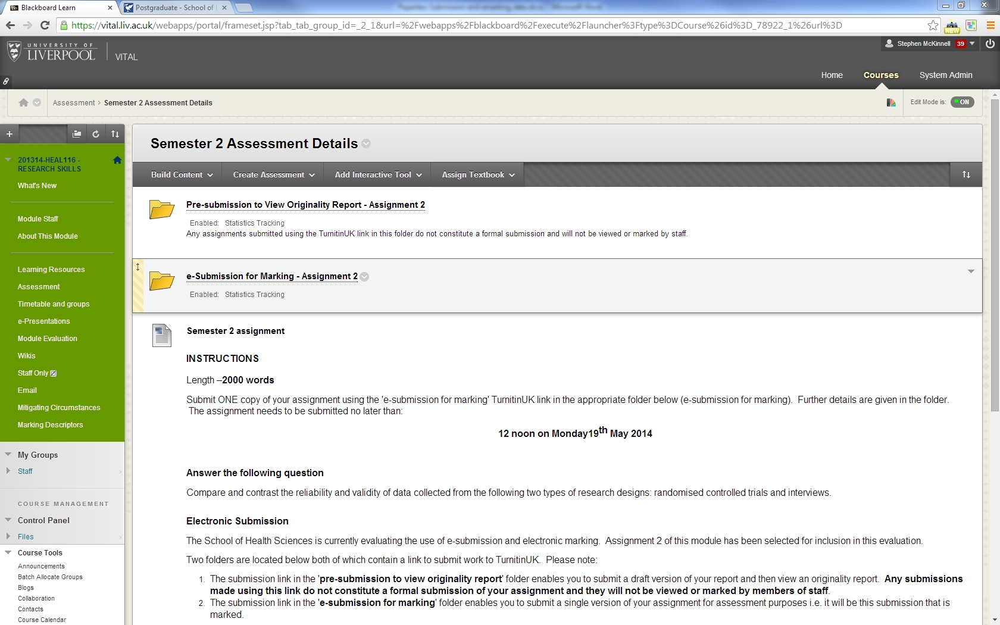 Blackboard Learn
Postgraduate - School of
https://vital.liv.ac.uk/webapps/portal/frameset.jsp?tab_tab_group_id=_2_1&url=%2Fwebapps%2Fblackboard%2Fexecute%2Flauncher%3Ftype%3DCourse%26id%3D_78922_1%26url%3D
NEW
UNIVERSITY OF
LIVERPOOL
VITAL
Stephen McKinnell 39
Home Courses System Admin
Assessment > Semester 2 Assessment Details
Edit Mode is: ON
201314-HEAL116 -
RESEARCH SKILLS
What's New
Module Staff
About This Module
Learning Resources
Assessment
Timetable and groups
e-Presentations
Module Evaluation
Wikis
Staff Only
Email
Mitigating Circumstances
Marking Descriptors
My Groups
Staff
COURSE MANAGEMENT
Control Panel
Files
Course Tools
Announcements
Batch Allocate Groups
Blogs
Collaboration
Contacts
Course Calendar
Semester 2 Assessment Details
Build Content Create Assessment Add Interactive Tool Assign Textbook
Pre-submission to View Originality Report - Assignment 2
Enabled: Statistics Tracking
Any assignments submitted using the TurnitinUK link in this folder do not constitute a formal submission and will not be viewed or marked by staff.
e-Submission for Marking - Assignment 2
Enabled: Statistics Tracking
Semester 2 assignment
INSTRUCTIONS
Length –2000 words
Submit ONE copy of your assignment using the 'e-submission for marking' TurnitinUK link in the appropriate folder below (e-submission for marking). Further details are given in the folder.
The assignment needs to be submitted no later than:
12 noon on Monday19th May 2014
Answer the following question
Compare and contrast the reliability and validity of data collected from the following two types of research designs: randomised controlled trials and interviews.
Electronic Submission
The School of Health Sciences is currently evaluating the use of e-submission and electronic marking. Assignment 2 of this module has been selected for inclusion in this evaluation.
Two folders are located below both of which contain a link to submit work to TurnitinUK. Please note:
1. The submission link in the 'pre-submission to view originality report' folder enables you to submit a draft version of your report and then view an originality report. Any submissions
made using this link do not constitute a formal submission of your assignment and they will not be viewed or marked by members of staff.
2. The submission link in the 'e-submission for marking' folder enables you to submit a single version of your assignment for assessment purposes i.e. it will be this submission that is
marked.